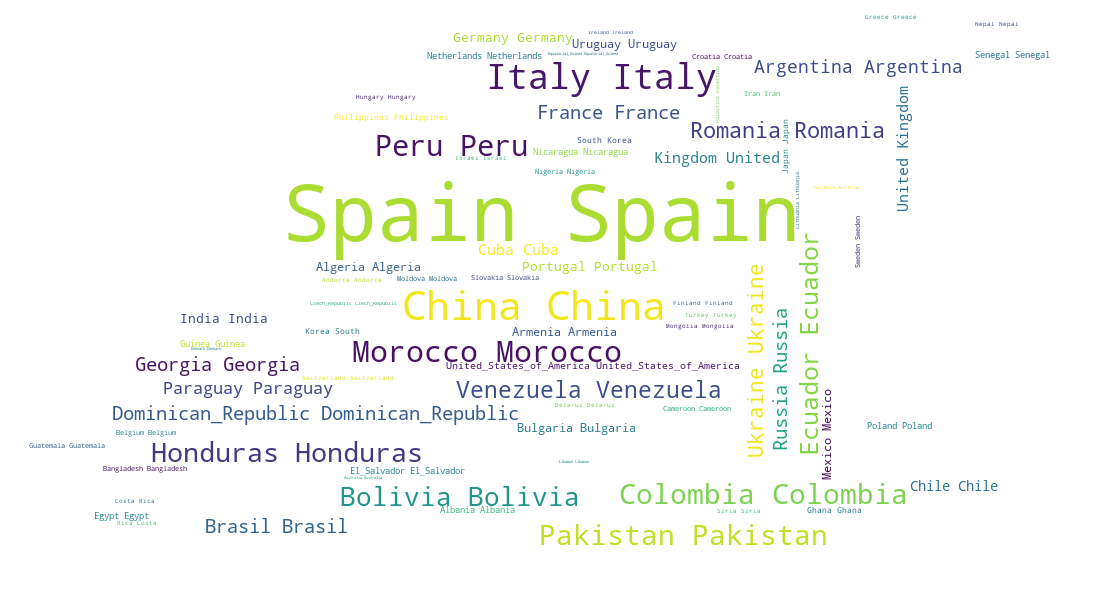 Greece Greece
Nepal Nepal
Ireland Ireland
Germany Germany
Uruguay Uruguay
Netherlands Netherlands
Equatorial_Guinea Equatorial_Guinea
Croatia Croatia
Senegal Senegal
Argentina Argentina
Italy Italy
Palestina Palestina
Iran Iran
Hungary Hungary
United Kingdom
France France
Philippines Philippines
Romania Romania
South Korea
Japan Japan
Peru Peru
Nicaragua Nicaragua
Israel Israel
Kingdom United
Nigeria Nigeria
Lithuania Lithuania
Austria Austria
Spain Spain
Sweden Sweden
Cuba Cuba
Algeria Algeria
Portugal Portugal
Andorra Andorra
Moldova Moldova
Slovakia Slovakia
Ukraine Ukraine
Ecuador Ecuador
Czech_Republic Czech_Republic
China China
Finland Finland
Turkey Turkey
Russia Russia
India India
Korea South
Armenia Armenia
Mongolia Mongolia
Guinea Guinea
Morocco Morocco
Georgia Georgia
United_States_of_America United_States_of_America
Switzerland Switzerland
Paraguay Paraguay
Venezuela Venezuela
Mexico Mexico
Belarus Belarus
Cameroon Cameroon
Dominican_Republic Dominican_Republic
Belgium Belgium
Bulgaria Bulgaria
Poland Poland
Guatemala Guatemala
Honduras Honduras
Lebanon Lebanon
Bangladesh Bangladesh
El_Salvador El_Salvador
Australia Australia
Costa Rica
Bolivia Bolivia
Colombia Colombia
Chile Chile
Egypt Egypt
Rica Costa
Albania Albania
Siria Siria
Ghana Ghana
Brasil Brasil
Pakistan Pakistan